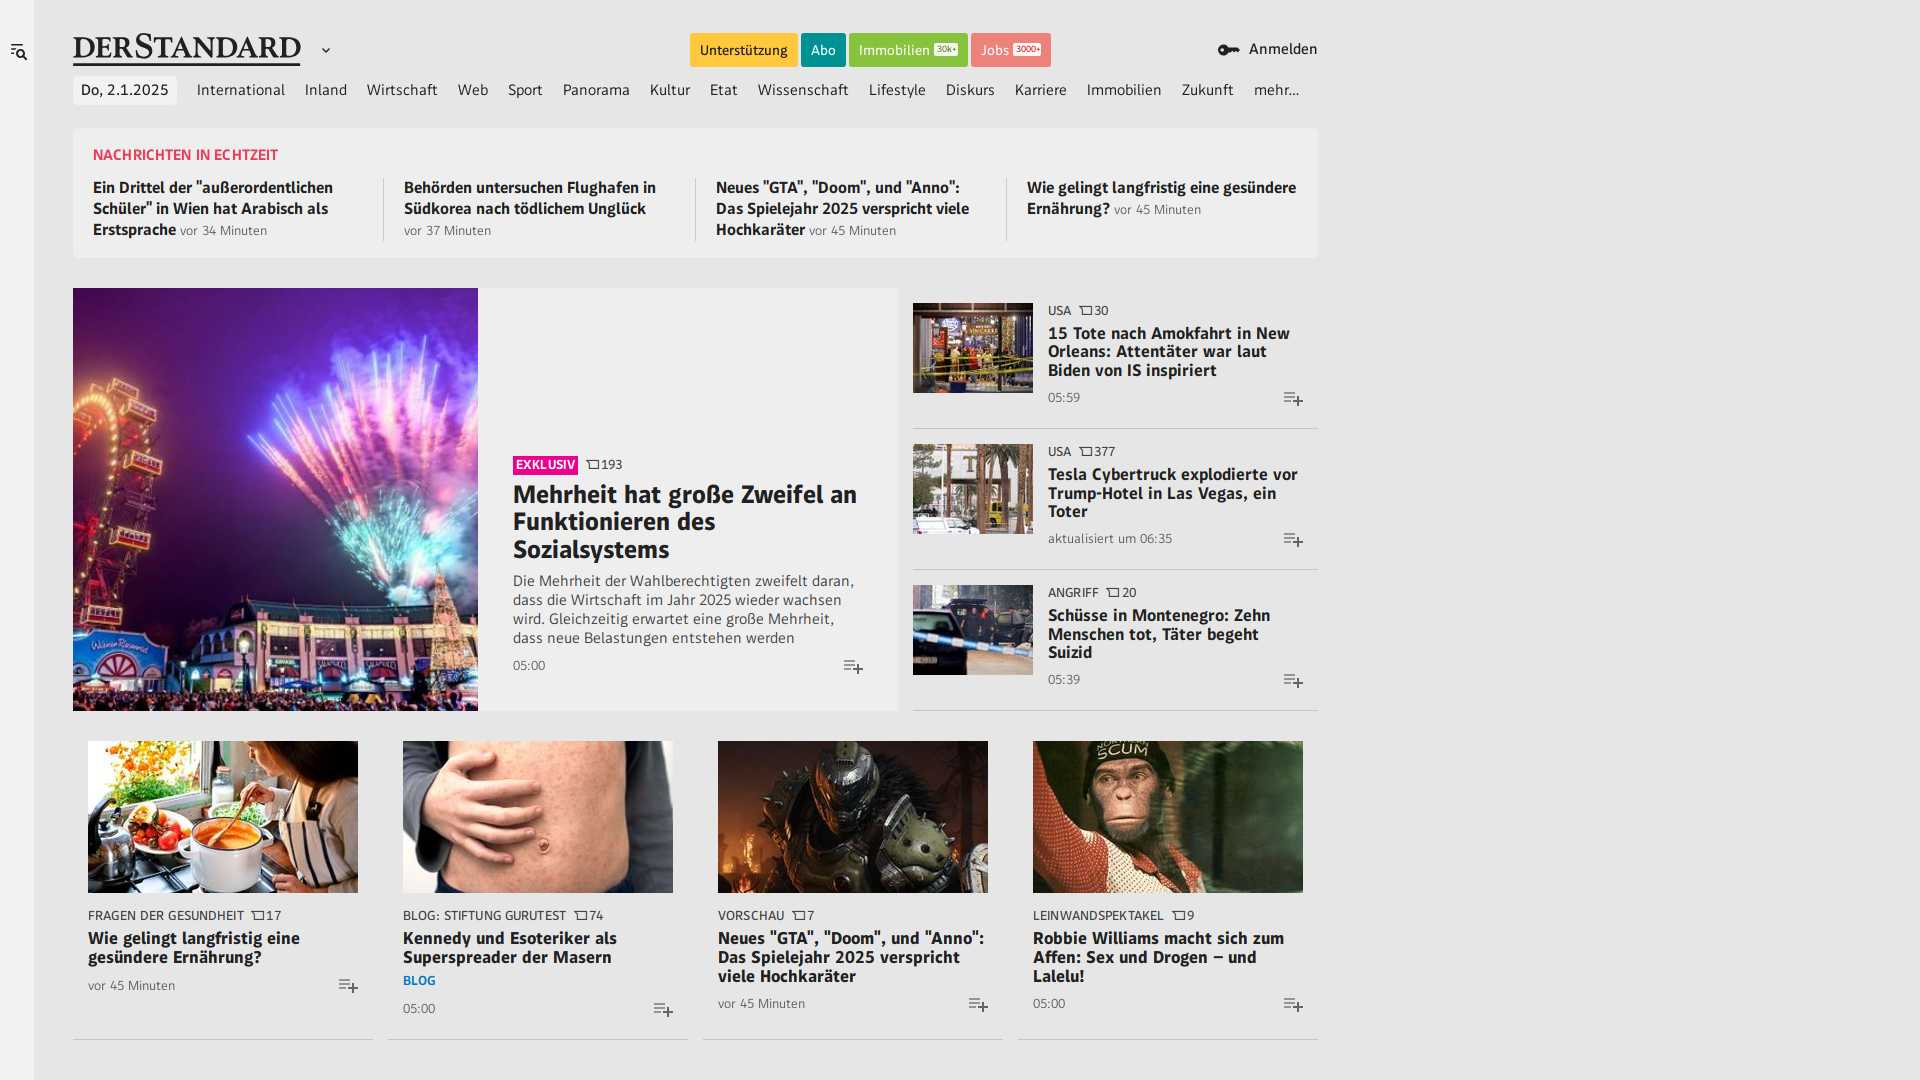 DERSTANDARD
Unterstützung
Abo
Immobilien 30k+
Jobs 3000+
Anmelden
Do, 2.1.2025
International
Inland
Wirtschaft
Web
Sport
Panorama
Kultur
Etat
Wissenschaft
Lifestyle
Diskurs
Karriere
Immobilien
Zukunft
mehr...
NACHRICHTEN IN ECHTZEIT
Ein Drittel der "außerordentlichen
Schüler" in Wien hat Arabisch als
Erstsprache vor 34 Minuten
Behörden untersuchen Flughafen in
Südkorea nach tödlichem Unglück
vor 37 Minuten
Neues "GTA", "Doom", und "Anno":
Das Spielejahr 2025 verspricht viele
Hochkaräter vor 45 Minuten
Wie gelingt langfristig eine gesündere
Ernährung? vor 45 Minuten
EXKLUSIV 193
Mehrheit hat große Zweifel an
Funktionieren des
Sozialsystems
Die Mehrheit der Wahlberechtigten zweifelt daran,
dass die Wirtschaft im Jahr 2025 wieder wachsen
wird. Gleichzeitig erwartet eine große Mehrheit,
dass neue Belastungen entstehen werden
05:00
USA 30
15 Tote nach Amokfahrt in New
Orleans: Attentäter war laut
Biden von IS inspiriert
05:59
USA 377
Tesla Cybertruck explodierte vor
Trump-Hotel in Las Vegas, ein
Toter
aktualisiert um 06:35
ANGRIFF 20
Schüsse in Montenegro: Zehn
Menschen tot, Täter begeht
Suizid
05:39
FRAGEN DER GESUNDHEIT 17
Wie gelingt langfristig eine
gesündere Ernährung?
vor 45 Minuten
BLOG: STIFTUNG GURUTEST 74
Kennedy und Esoteriker als
Superspreader der Masern
BLOG
05:00
VORSCHAU 7
Neues "GTA", "Doom", und "Anno":
Das Spielejahr 2025 verspricht
viele Hochkaräter
vor 45 Minuten
SCUM
LEINWANDSPEKTAKEL 9
Robbie Williams macht sich zum
Affen: Sex und Drogen – und
Lalelu!
05:00